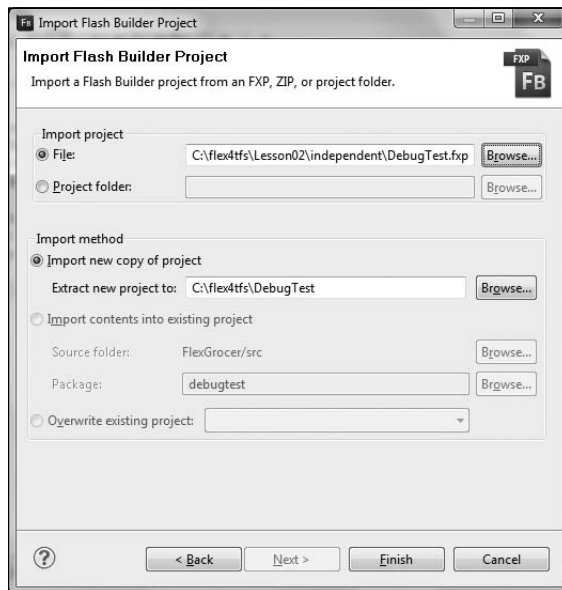 FB Import Flash Builder Project
Import Flash Builder Project
Import a Flash Builder project from an FXP, ZIP, or project folder.
FXP
FB
Import project
File: C:\flex4tfs\Lesson02\independent\DebugTest.fxp Browse...
Project folder: Browse...
Import method
Import new copy of project
Extract new project to: C:\flex4tfs\DebugTest Browse...
Import contents into existing project
Source folder: FlexGrocer/src Browse...
Package: debugtest Browse...
Overwrite existing project:
? < Back Next > Finish Cancel